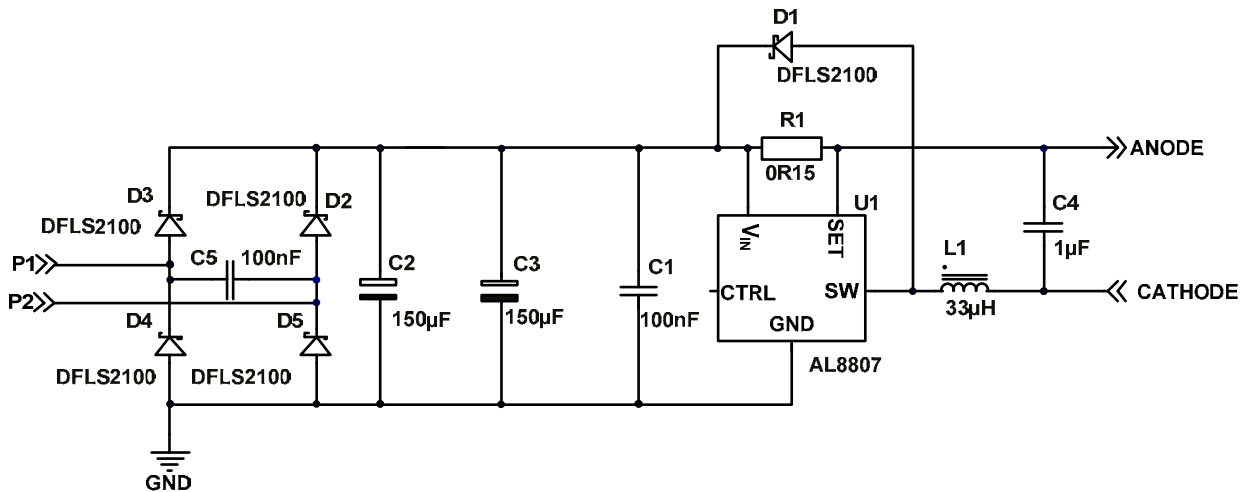 D1
DFLS2100
R1
0R15
ANODE
D3
DFLS2100
D2
DFLS2100
U1
VIN
SET
C4
1µF
P1
C5
100nF
C2
C3
C1
L1
P2
CTRL
SW
CATHODE
33µH
D4
D5
150µF
150µF
100nF
GND
DFLS2100
DFLS2100
AL8807
GND